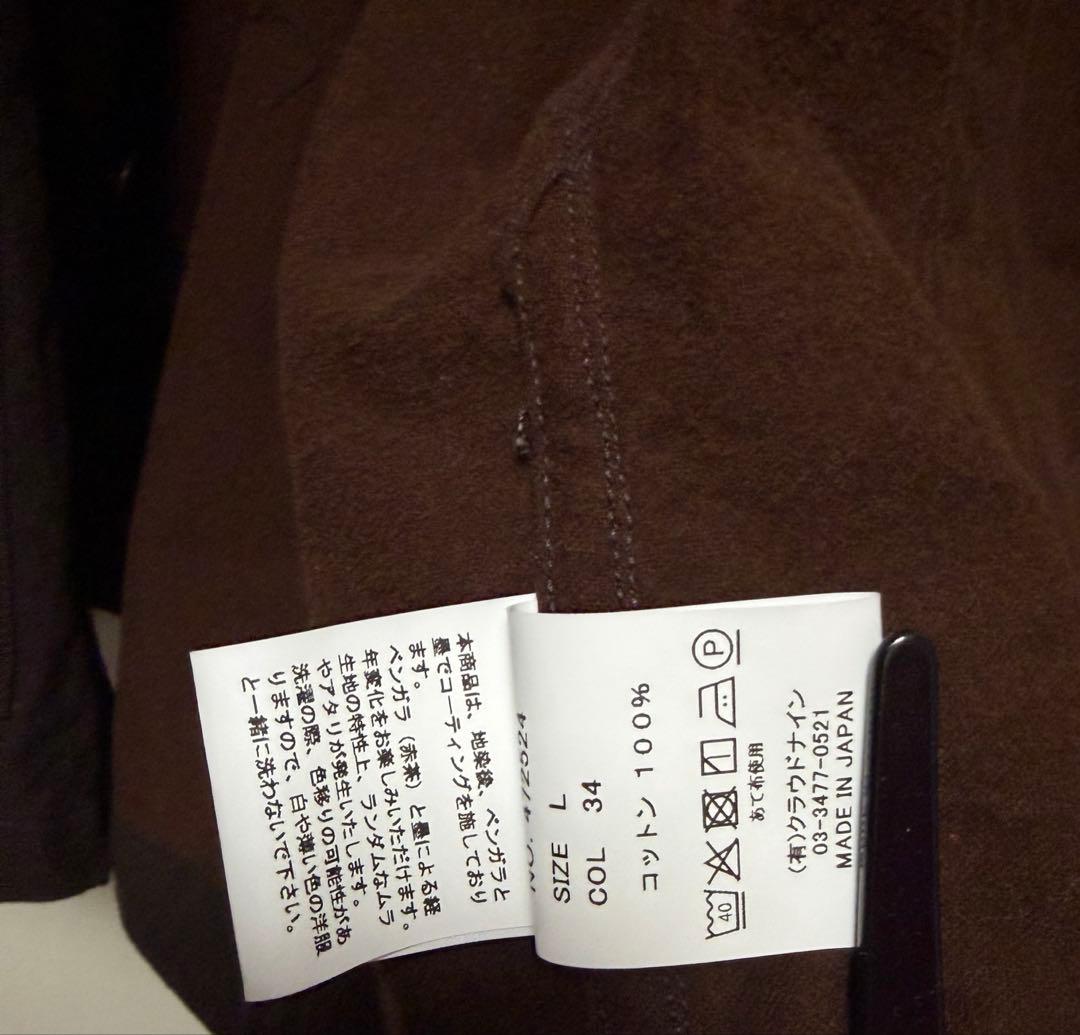 本商品は、地染後、ベンガラと
墨でコーティングを施しており
ます。
ベンガラ（赤茶）と墨による経
年変化をお楽しみいただけます。
生地の特性上、ランダムなムラ
やアタリが発生いたします。
洗濯の際、色移りの可能性があ
りますので、白や薄い色の洋服
と一緒に洗わないで下さい。
NO. 472524
SIZE L
COL 34
コットン 100%
40
P
あて布使用
(有)クラウドナイン
03-3477-0521
MADE IN JAPAN